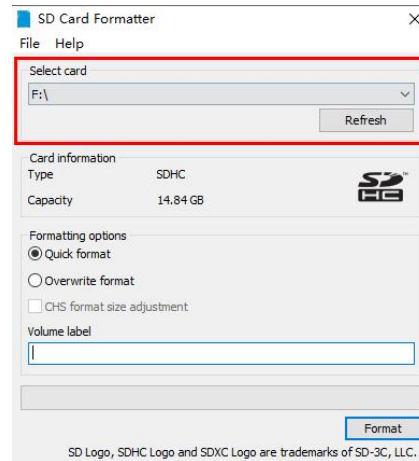 SD Card Formatter
File Help
Select card
F:\
Refresh
Card information
Type SDHC
Capacity 14.84 GB
SD HC
Formatting options
Quick format
Overwrite format
CHS format size adjustment
Volume label
Format
SD Logo, SDHC Logo and SDXC Logo are trademarks of SD-3C, LLC.